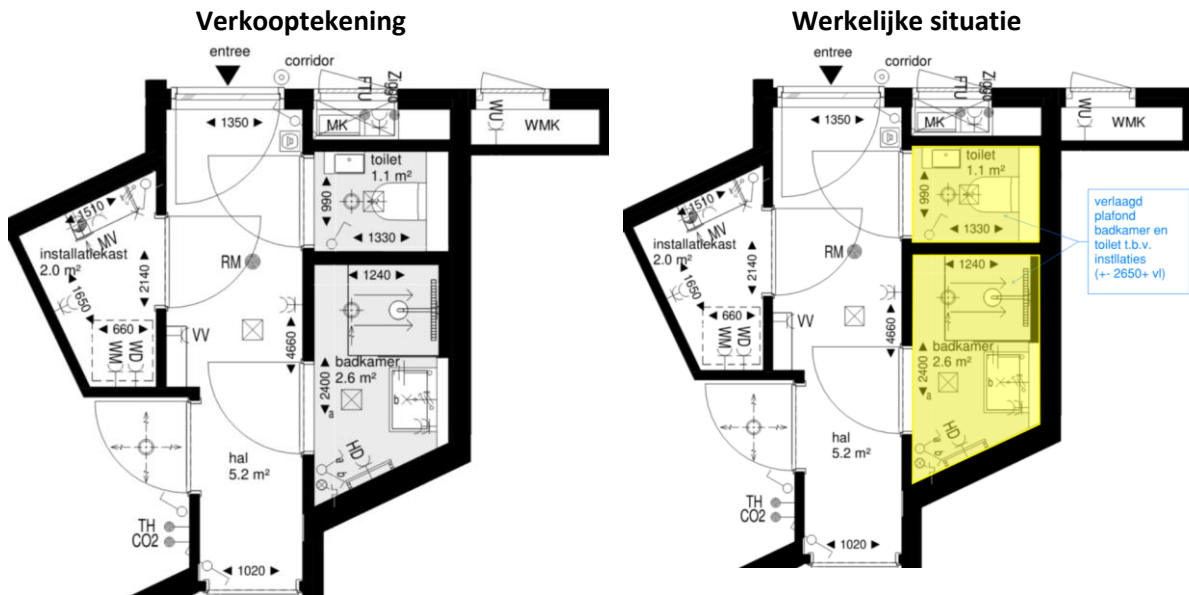 Verkooptekening
entree
corridor
FTU
Ziggo
1350
MK
WU
WMK
toilet
1.1 m²
990
1330
1510
MV
installatiekast
2.0 m²
2140
1650
RM
1240
660
VV
WM
WD
4660
badkamer
2.6 m²
2400
a
b
HD
a
b
hal
5.2 m²
TH
CO2
1020
Werkelijke situatie
entree
corridor
FTU
Ziggo
1350
MK
WU
WMK
toilet
1.1 m²
990
1330
verlaagd
plafond
badkamer en
toilet t.b.v.
instllaties
(+- 2650+ vl)
1510
MV
installatiekast
2.0 m²
2140
1650
RM
1240
660
VV
WM
WD
4660
badkamer
2.6 m²
2400
a
b
HD
a
b
hal
5.2 m²
TH
CO2
1020